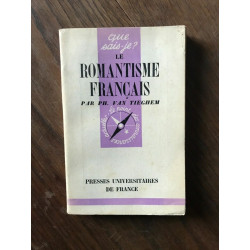 que
sais-je?
LE
ROMANTISME
FRANÇAIS
PAR PH. VAN TIEGHEM
PRESSES UNIVERSITAIRES
DE FRANCE